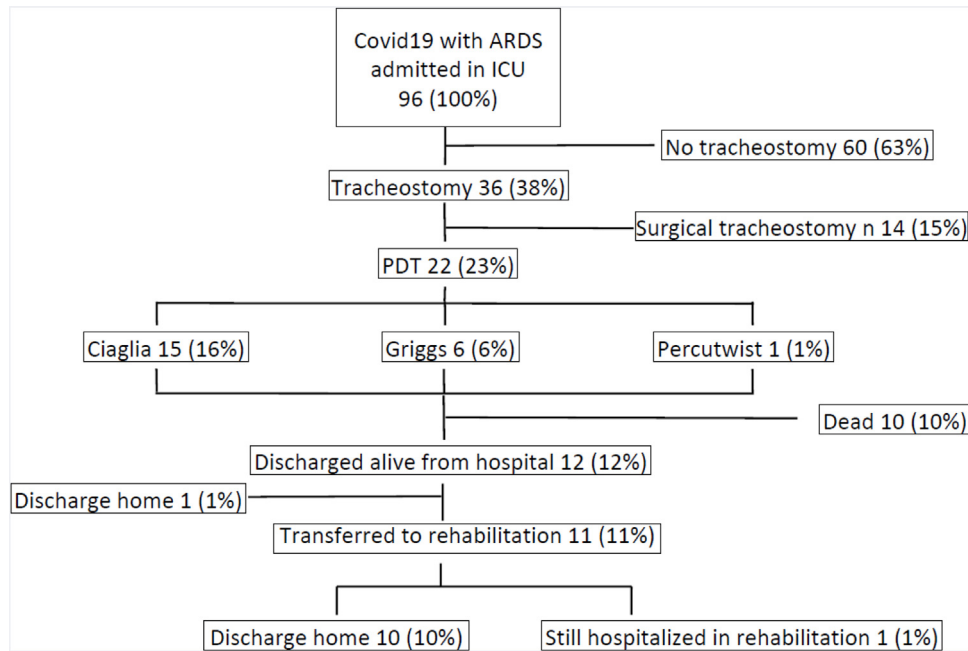 Covid19 with ARDS
admitted in ICU
96 (100%)
No tracheostomy 60 (63%)
Tracheostomy 36 (38%)
Surgical tracheostomy n 14 (15%)
PDT 22 (23%)
Ciaglia 15 (16%)
Griggs 6 (6%)
Percutwist 1 (1%)
Dead 10 (10%)
Discharged alive from hospital 12 (12%)
Discharge home 1 (1%)
Transferred to rehabilitation 11 (11%)
Discharge home 10 (10%)
Still hospitalized in rehabilitation 1 (1%)